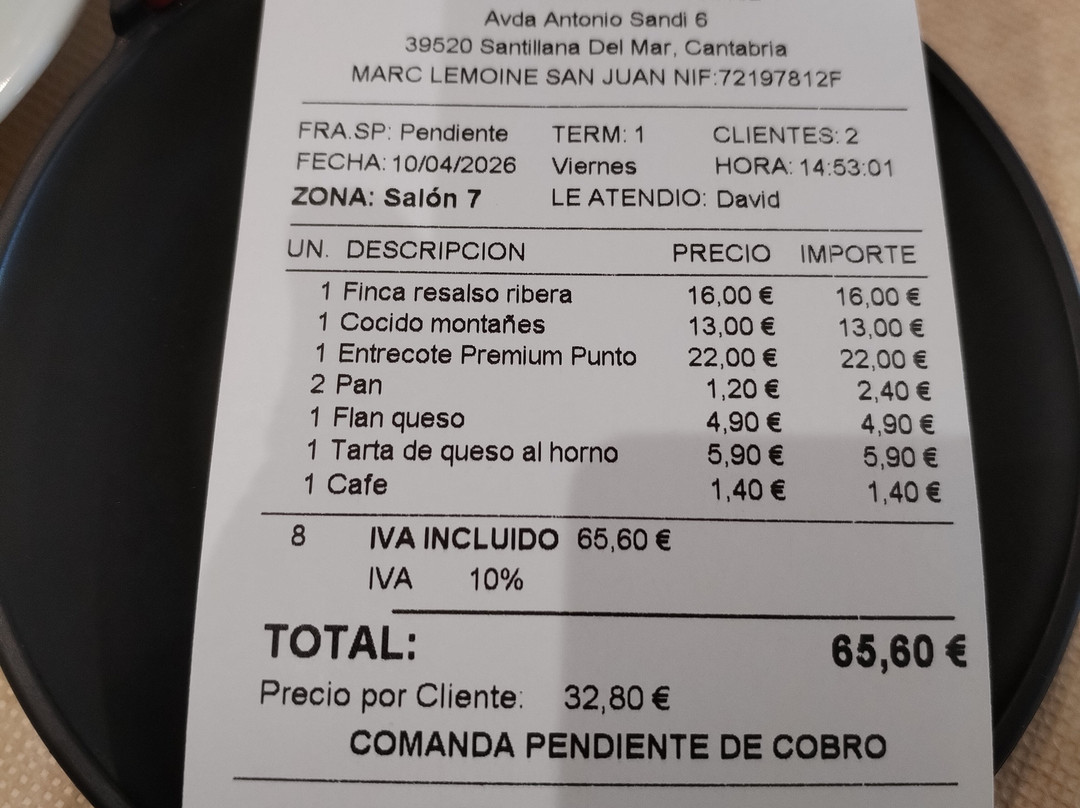 Avda Antonio Sandi 6
39520 Santillana Del Mar, Cantabria
MARC LEMOINE SAN JUAN NIF:72197812F
FRA.SP: Pendiente TERM: 1 CLIENTES: 2
FECHA: 10/04/2026 Viernes HORA: 14:53:01
ZONA: Salón 7 LE ATENDIO: David
UN. DESCRIPCION PRECIO IMPORTE
1 Finca resalso ribera 16,00 € 16,00 €
1 Cocido montañes 13,00 € 13,00 €
1 Entrecote Premium Punto 22,00 € 22,00 €
2 Pan 1,20 € 2,40 €
1 Flan queso 4,90 € 4,90 €
1 Tarta de queso al horno 5,90 € 5,90 €
1 Cafe 1,40 € 1,40 €
8 IVA INCLUIDO 65,60 €
IVA 10%
TOTAL: 65,60 €
Precio por Cliente: 32,80 €
COMANDA PENDIENTE DE COBRO